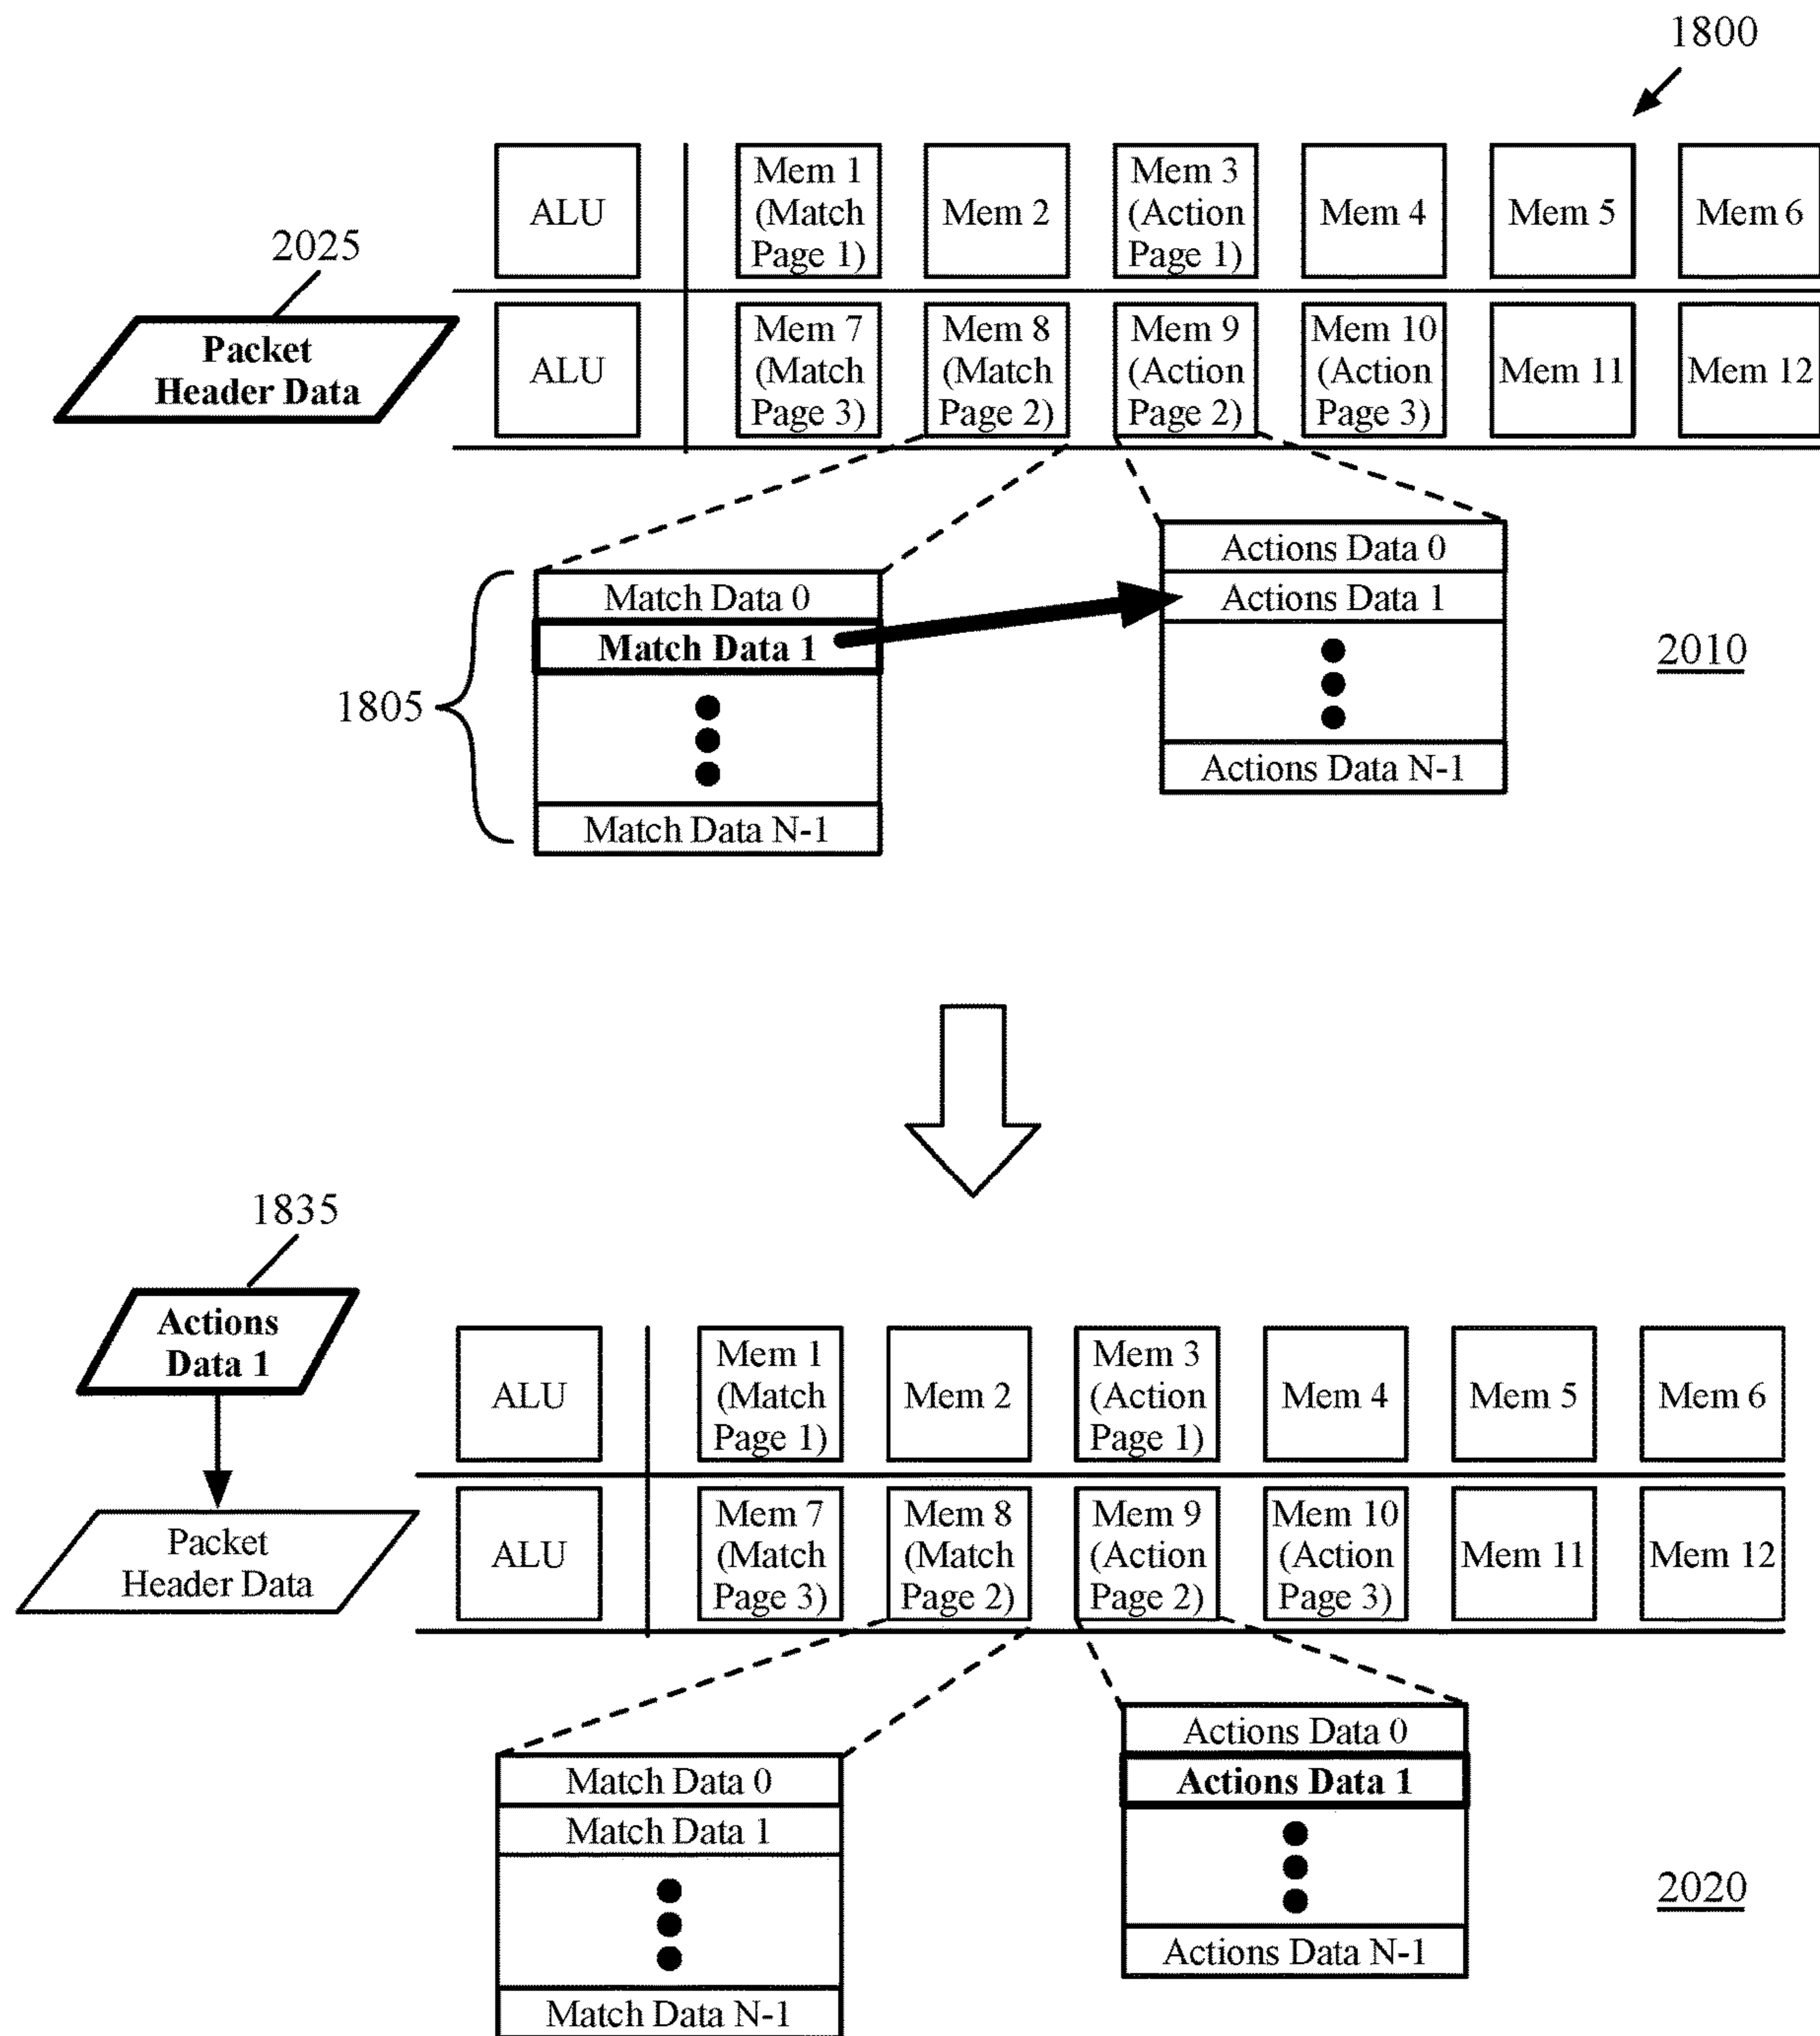 1800
ALU
Mem 1
(Match
Page 1)
Mem 2
Mem 3
(Action
Page 1)
Mem 4
Mem 5
Mem 6
2025
Packet
Header Data
ALU
Mem 7
(Match
Page 3)
Mem 8
(Match
Page 2)
Mem 9
(Action
Page 2)
Mem 10
(Action
Page 3)
Mem 11
Mem 12
1805
Match Data 0
Match Data 1
Match Data N-1
Actions Data 0
Actions Data 1
Actions Data N-1
2010
1835
Actions
Data 1
ALU
Mem 1
(Match
Page 1)
Mem 2
Mem 3
(Action
Page 1)
Mem 4
Mem 5
Mem 6
Packet
Header Data
ALU
Mem 7
(Match
Page 3)
Mem 8
(Match
Page 2)
Mem 9
(Action
Page 2)
Mem 10
(Action
Page 3)
Mem 11
Mem 12
Match Data 0
Match Data 1
Match Data N-1
Actions Data 0
Actions Data 1
Actions Data N-1
2020